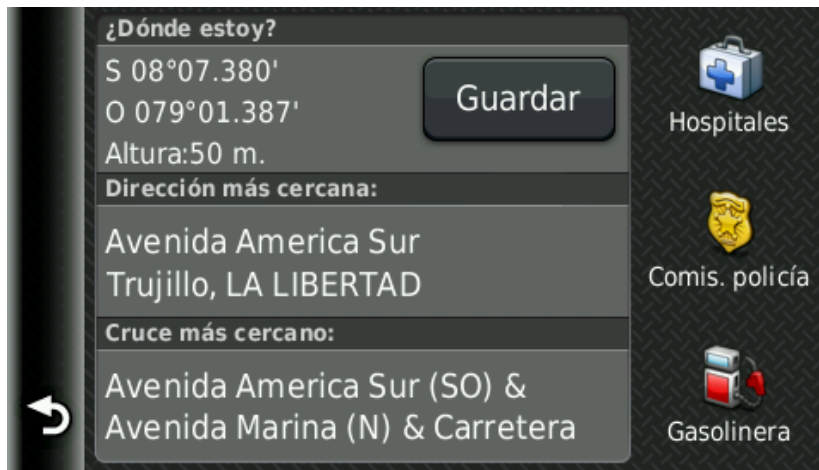 ¿Dónde estoy?
S 08°07.380'
O 079°01.387'
Altura:50 m.
Guardar
Dirección más cercana:
Avenida America Sur
Trujillo, LA LIBERTAD
Cruce más cercano:
Avenida America Sur (SO) &
Avenida Marina (N) & Carretera
Hospitales
Comis. policía
Gasolinera